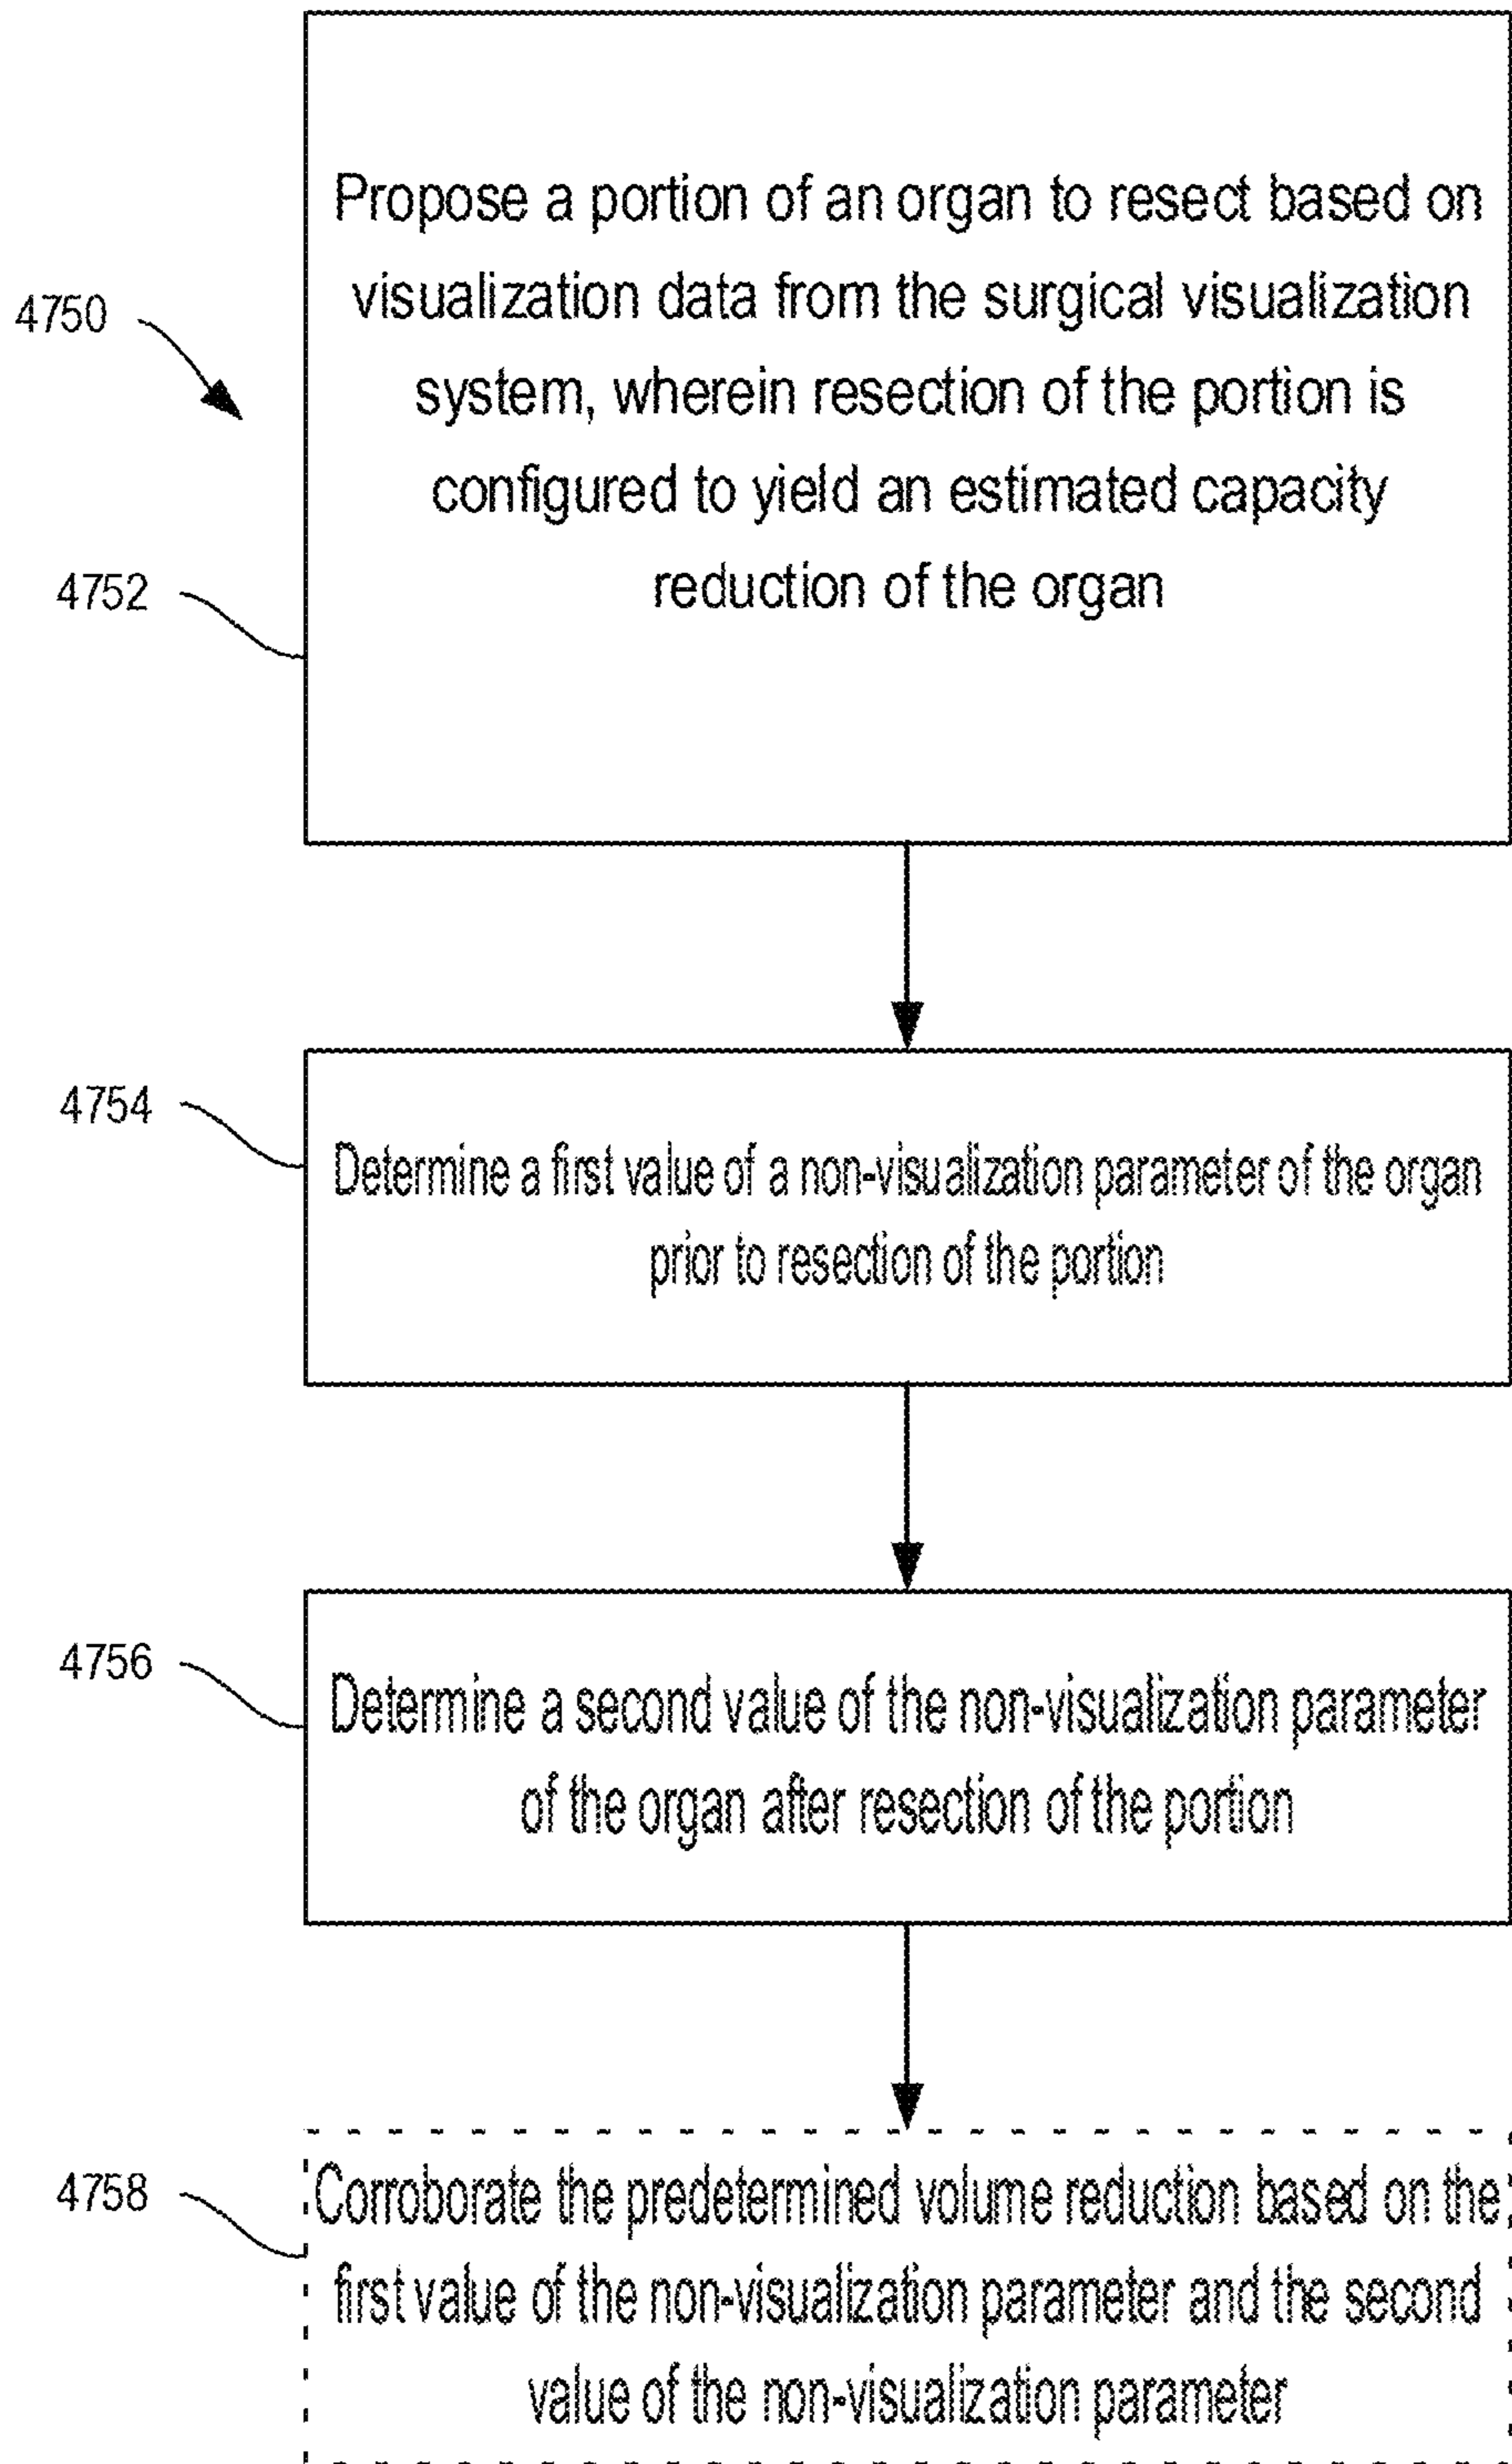 4750
4752
Propose a portion of an organ to resect based on
visualization data from the surgical visualization
system, wherein resection of the portion is
configured to yield an estimated capacity
reduction of the organ
4754
Determine a first value of a non-visualization parameter of the organ
prior to resection of the portion
4756
Determine a second value of the non-visualization parameter
of the organ after resection of the portion
4758
Corroborate the predetermined volume reduction based on the
first value of the non-visualization parameter and the second
value of the non-visualization parameter